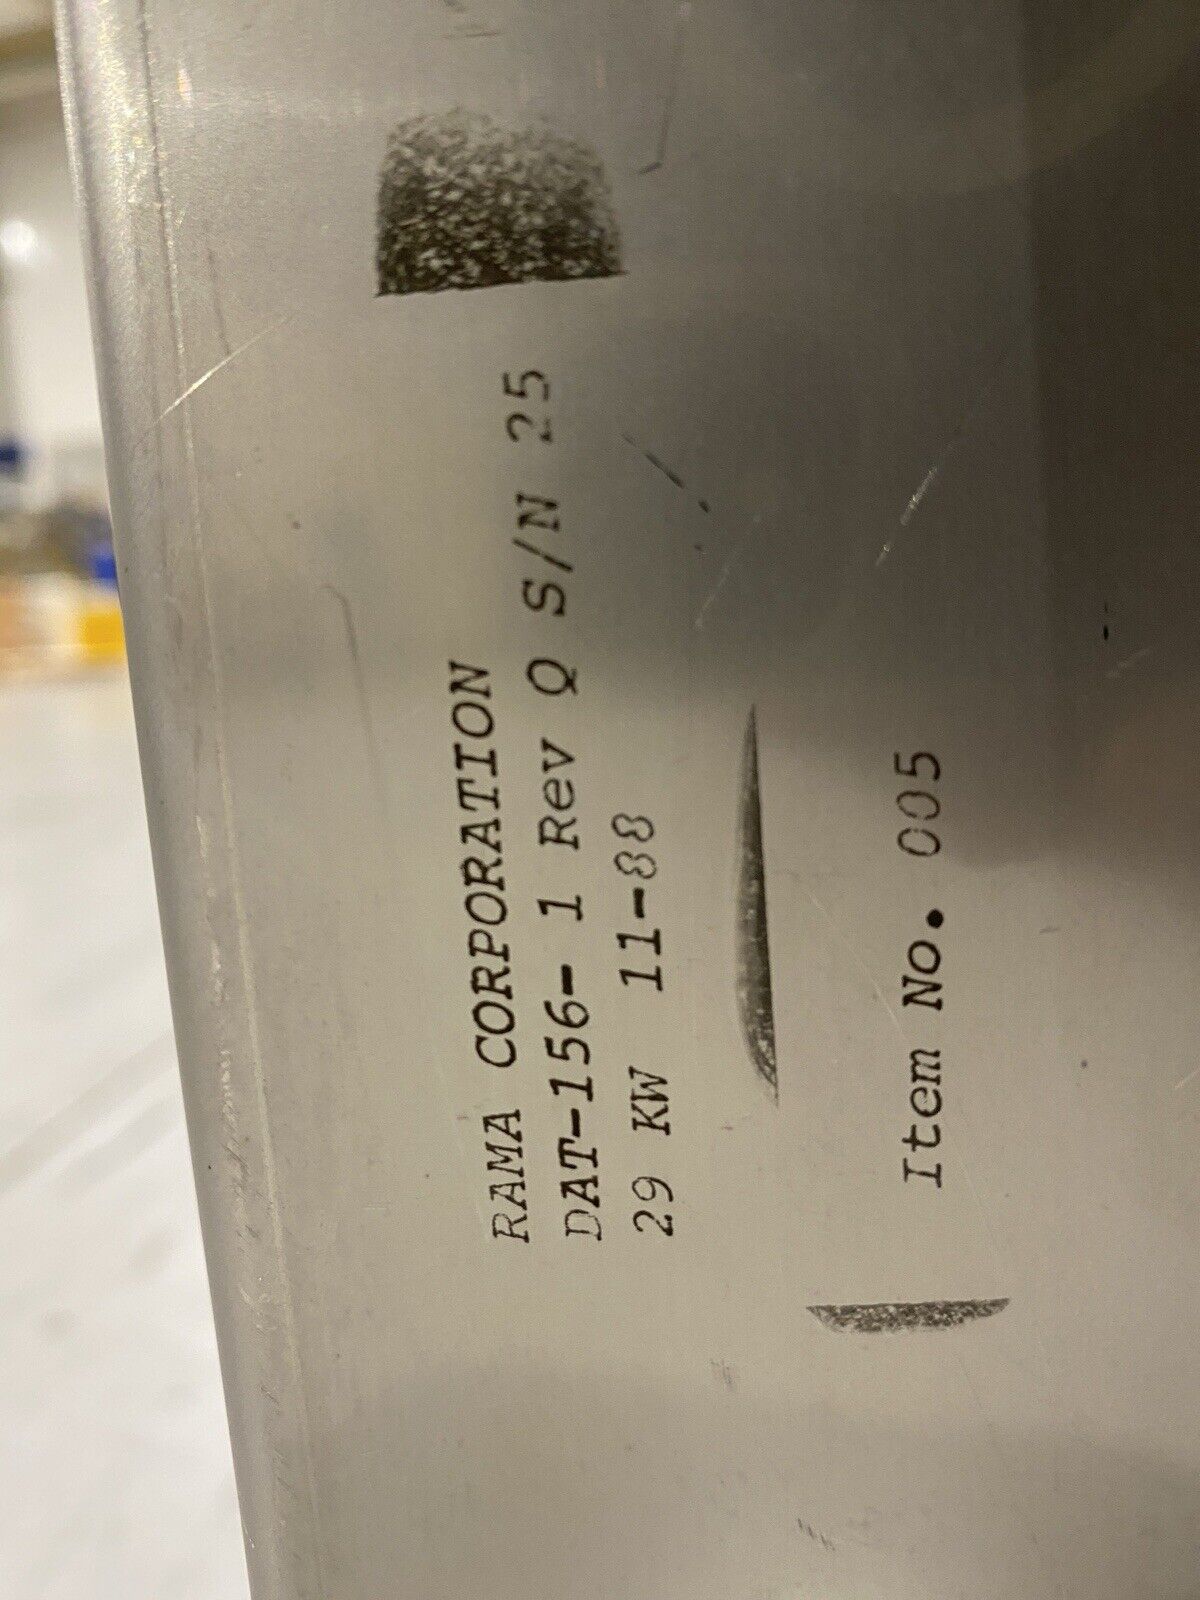 RAMA CORPORATION
DAT-156- 1 Rev Q S/N 25
29 KW 11-88
Item No. 005